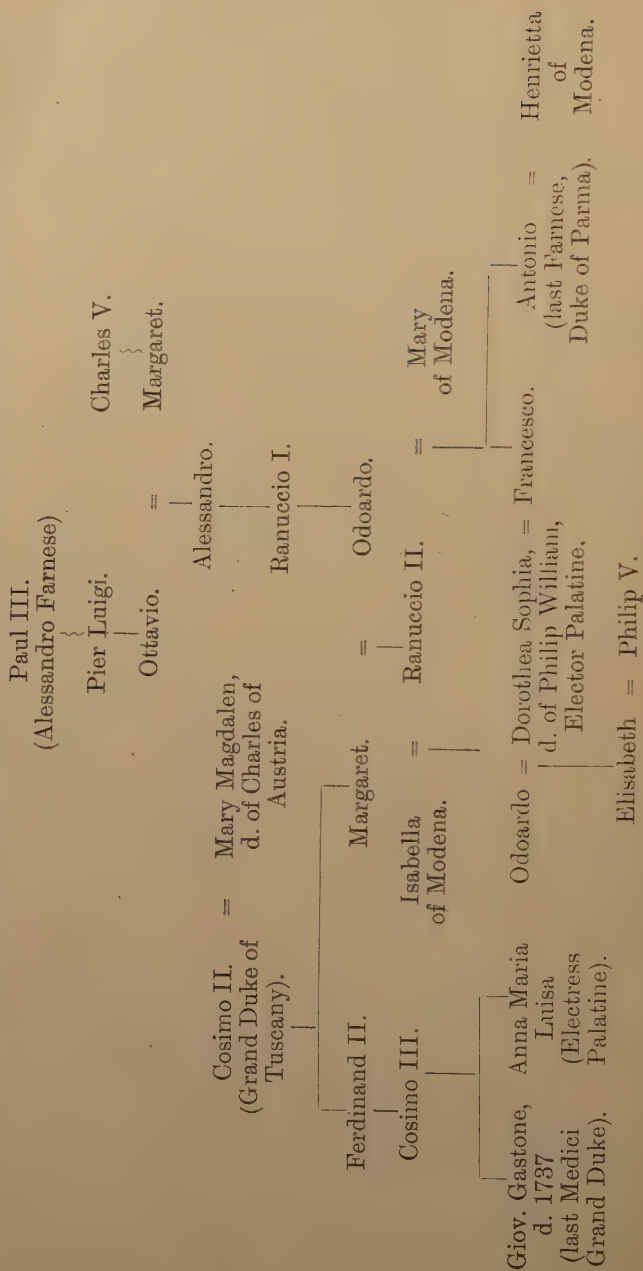 Paul III.
(Alessandro Farnese)
Pier Luigi.
Charles V.
Ottavio.
=
Margaret.
Alessandro.
Cosimo II.
(Grand Duke of
Tuscany).
=
Mary Magdalen,
d. of Charles of
Austria.
Ranuccio I.
Ferdinand II.
Margaret.
=
Odoardo.
Cosimo III.
Isabella
of Modena.
=
Ranuccio II.
=
Mary
of Modena.
Giov. Gastone,
d. 1737
(last Medici
Grand Duke).
Anna Maria
Luisa
(Electress
Palatine).
Odoardo = Dorothea Sophia, = Francesco.
d. of Philip William,
Elector Palatine.
Antonio
(last Farnese,
Duke of Parma).
=
Henrietta
of
Modena.
Elisabeth = Philip V.